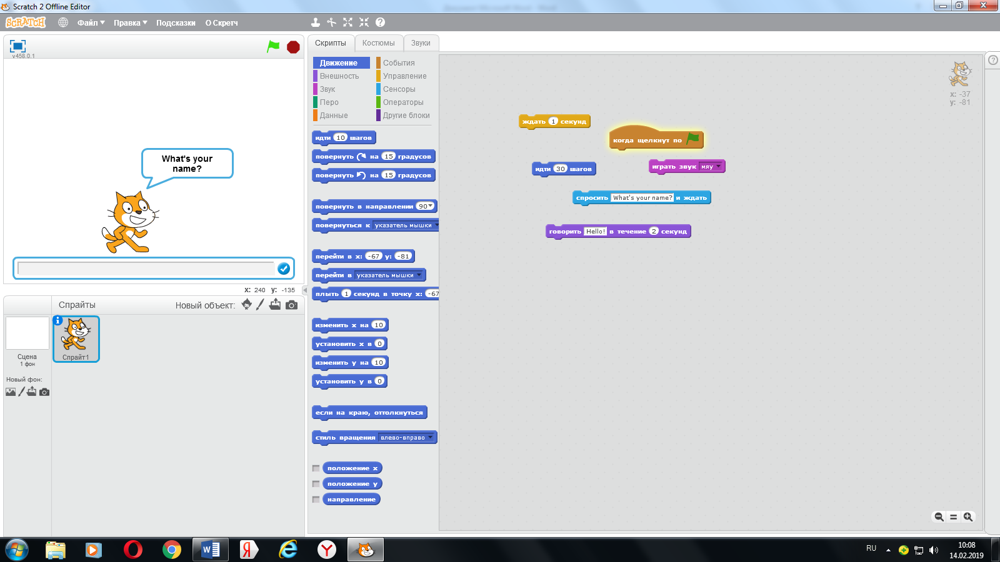 Scratch 2 Offline Editor
SCRATCH
Файл
Правка
Подсказки
О Скретч
v458.0.1
What's your
name?
x: 240 y: -135
Спрайты
Новый объект:
Спрайт1
Сцена
1 фон
Новый фон:
Скрипты
Костюмы
Звуки
Движение
События
Внешность
Управление
Звук
Сенсоры
Перо
Операторы
Данные
Другие блоки
идти 10 шагов
повернуть на 15 градусов
повернуть на 15 градусов
повернуть в направлении 90
повернуться к указатель мышки
перейти в x: -67 y: -81
перейти в указатель мышки
плыть 1 секунд в точку x: -67
изменить x на 10
установить x в 0
изменить y на 10
установить y в 0
если на краю, оттолкнуться
стиль вращения влево-вправо
положение x
положение y
направление
ждать 1 секунд
когда щелкнут по
идти 30 шагов
играть звук мяу
спросить What's your name? и ждать
говорить Hello! в течение 2 секунд
x: -37
y: -81
RU
10:08
14.02.2019